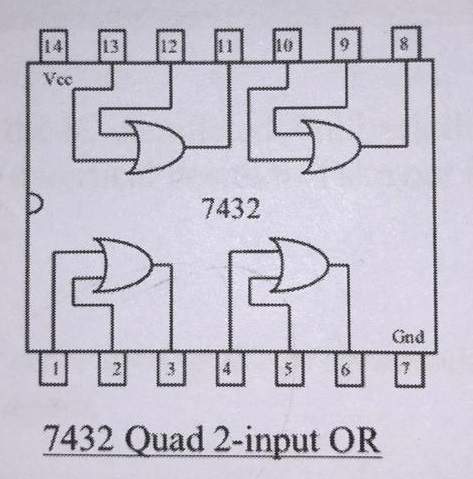 14 13 12 11 10 9 8
Vcc
7432
Gnd
1 2 3 4 5 6 7
7432 Quad 2-input OR